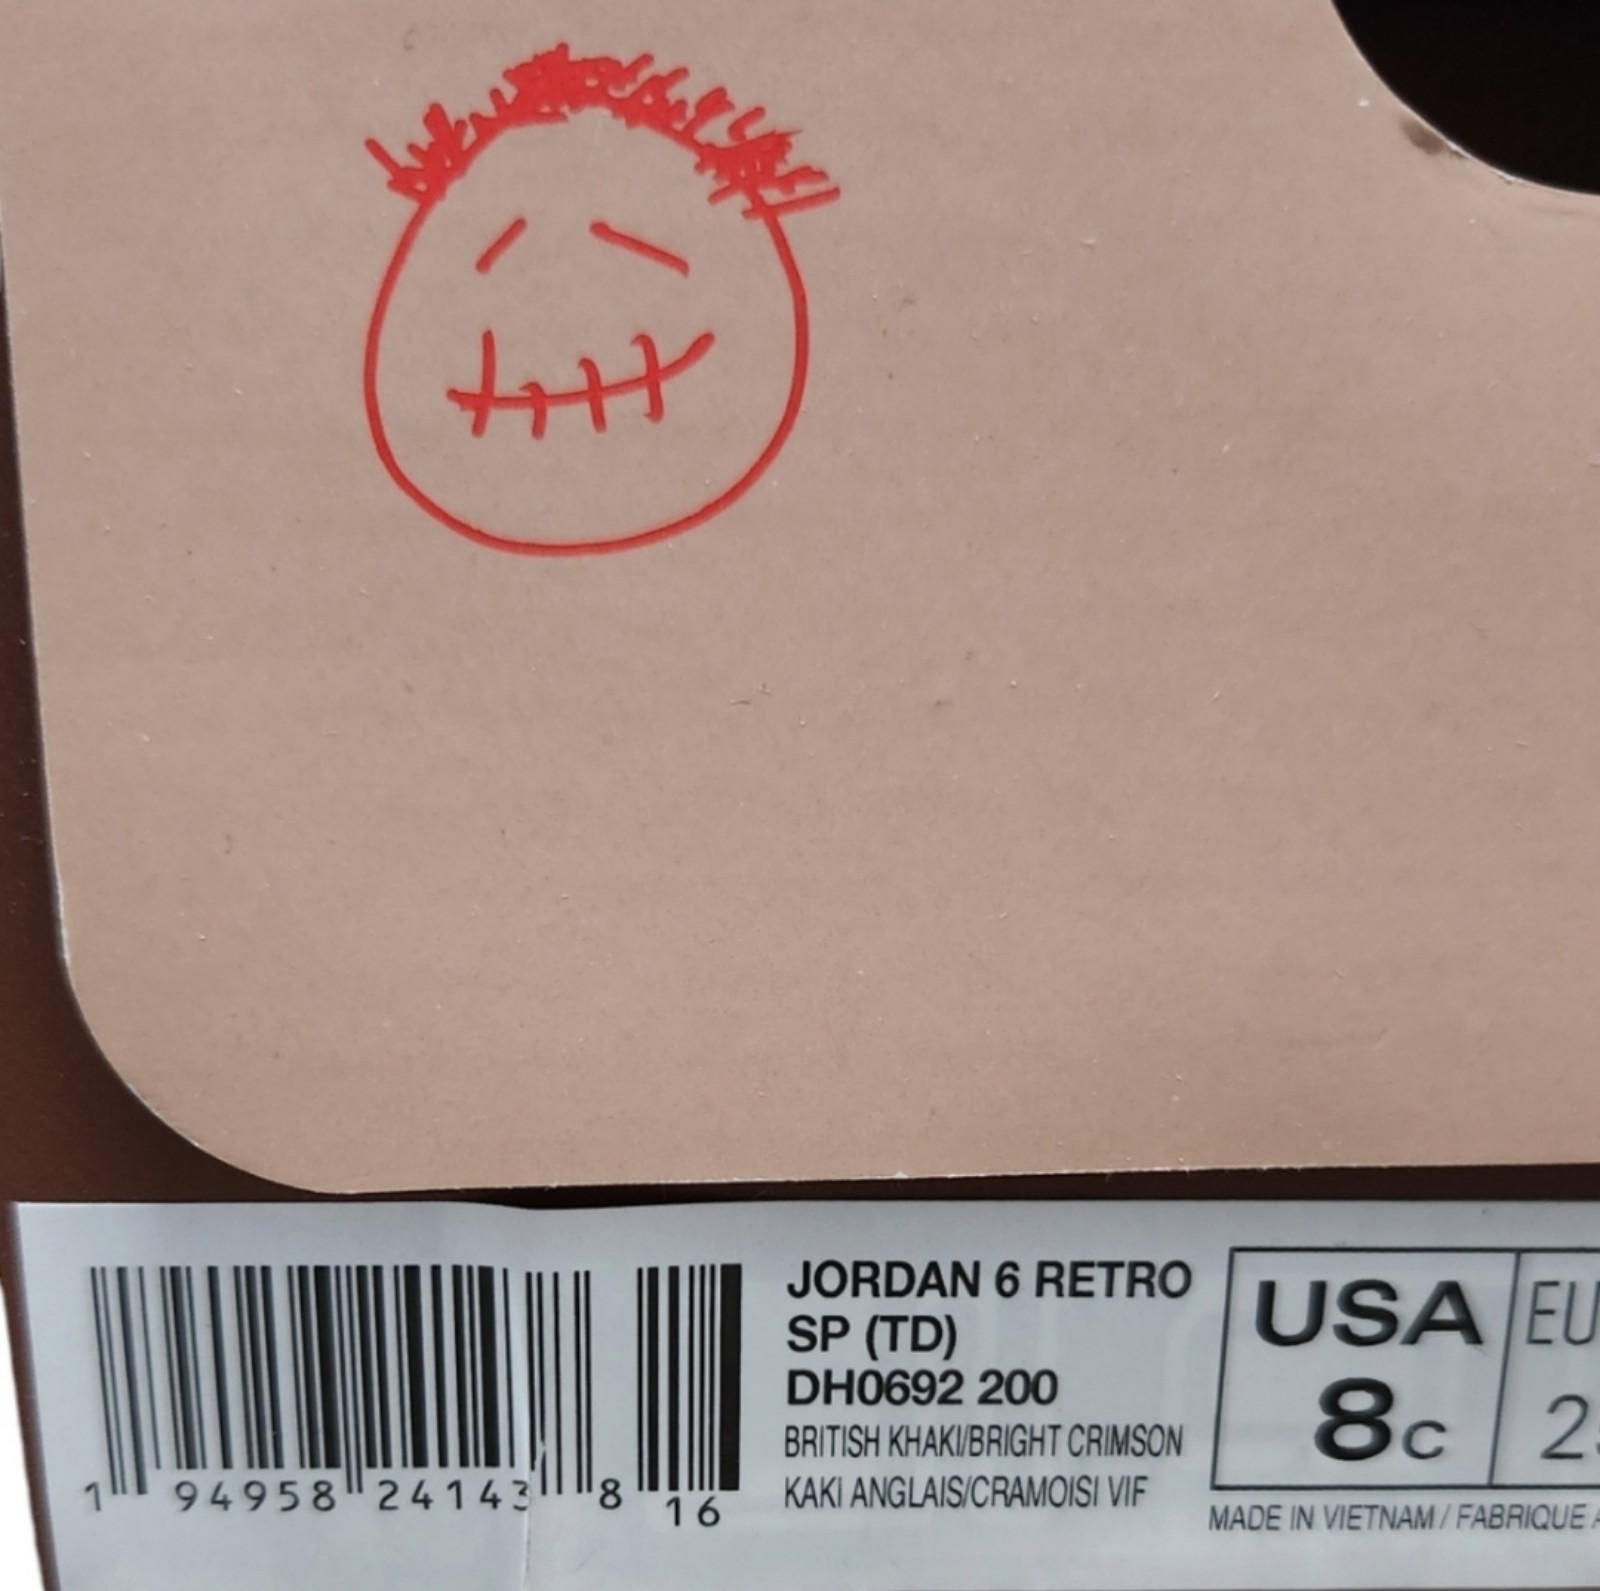 JORDAN 6 RETRO
SP (TD)
DH0692 200
BRITISH KHAKI/BRIGHT CRIMSON
KAKI ANGLAIS/CRAMOISI VIF
1 94958 24143 8 16
USA
8C
EU
MADE IN VIETNAM / FABRIQUE